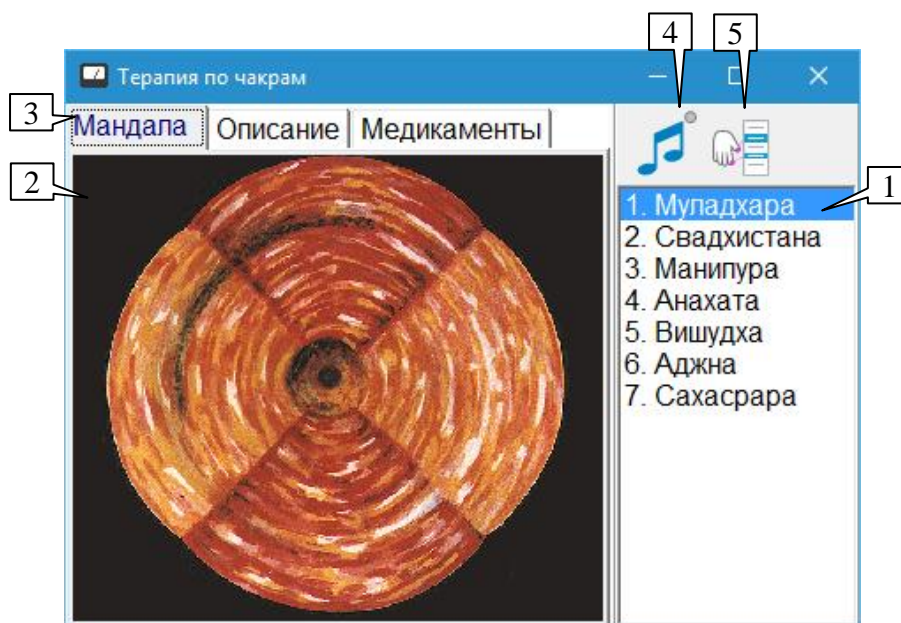 4 5
Терапия по чакрам
3
Мандала Описание Медикаменты
2
1
1. Муладхара
2. Свадхистана
3. Манипура
4. Анахата
5. Вишудха
6. Аджна
7. Сахасрара